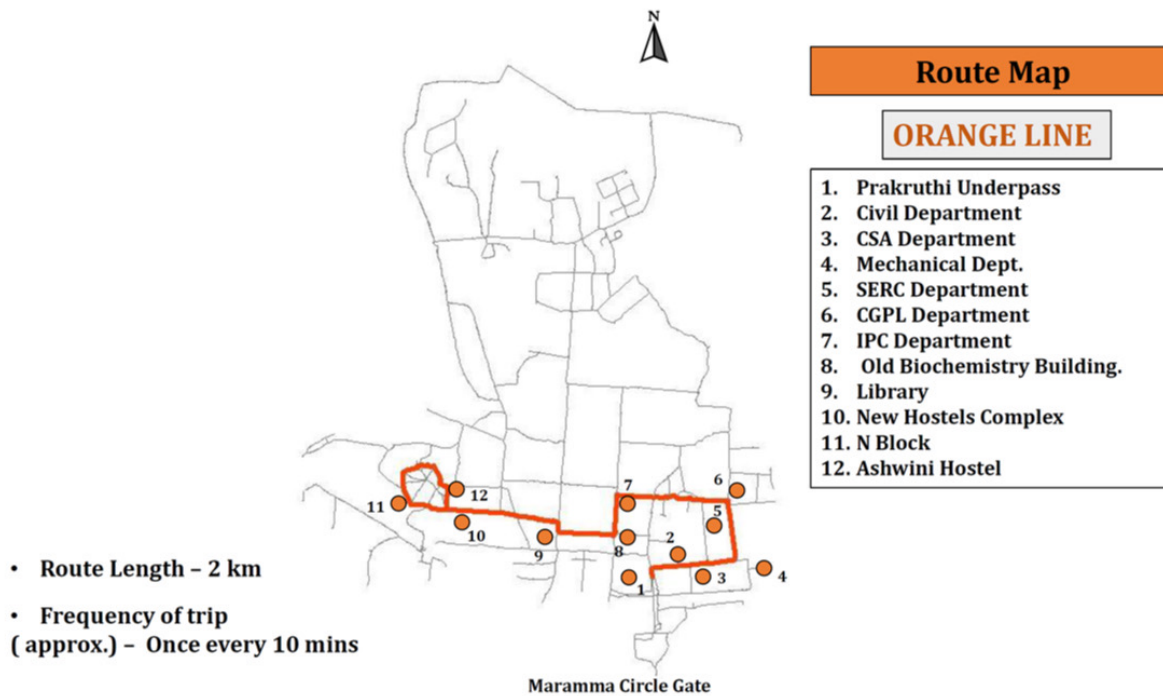 N
Route Map
ORANGE LINE
1. Prakruthi Underpass
2. Civil Department
3. CSA Department
4. Mechanical Dept.
5. SERC Department
6. CGPL Department
7. IPC Department
8. Old Biochemistry Building.
9. Library
10. New Hostels Complex
11. N Block
12. Ashwini Hostel
6
7
12
11
5
10
9
8
2
1
3
4
• Route Length – 2 km
• Frequency of trip
( approx.) – Once every 10 mins
Maramma Circle Gate